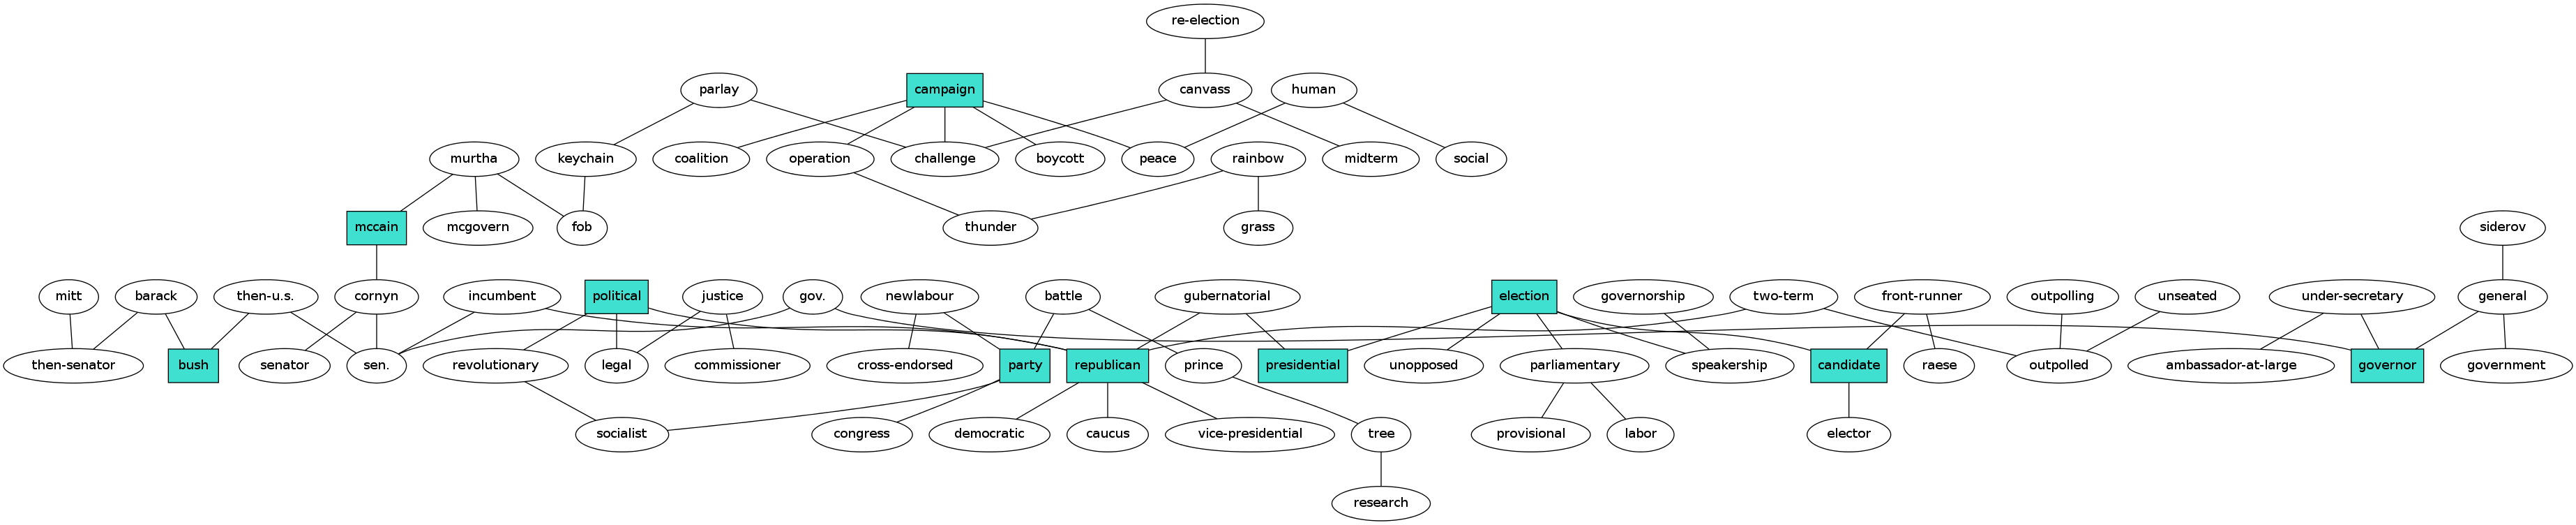 re-election
parlay
campaign
canvass
human
murtha
keychain
coalition
operation
challenge
boycott
peace
rainbow
midterm
social
mccain
mcgovern
fob
thunder
grass
siderov
mitt
barack
then-u.s.
cornyn
incumbent
political
justice
gov.
newlabour
battle
gubernatorial
election
governorship
two-term
front-runner
outpolling
unseated
under-secretary
general
then-senator
bush
senator
sen.
revolutionary
legal
commissioner
cross-endorsed
party
republican
prince
presidential
unopposed
parliamentary
speakership
candidate
raese
outpolled
ambassador-at-large
governor
government
socialist
congress
democratic
caucus
vice-presidential
tree
provisional
labor
elector
research